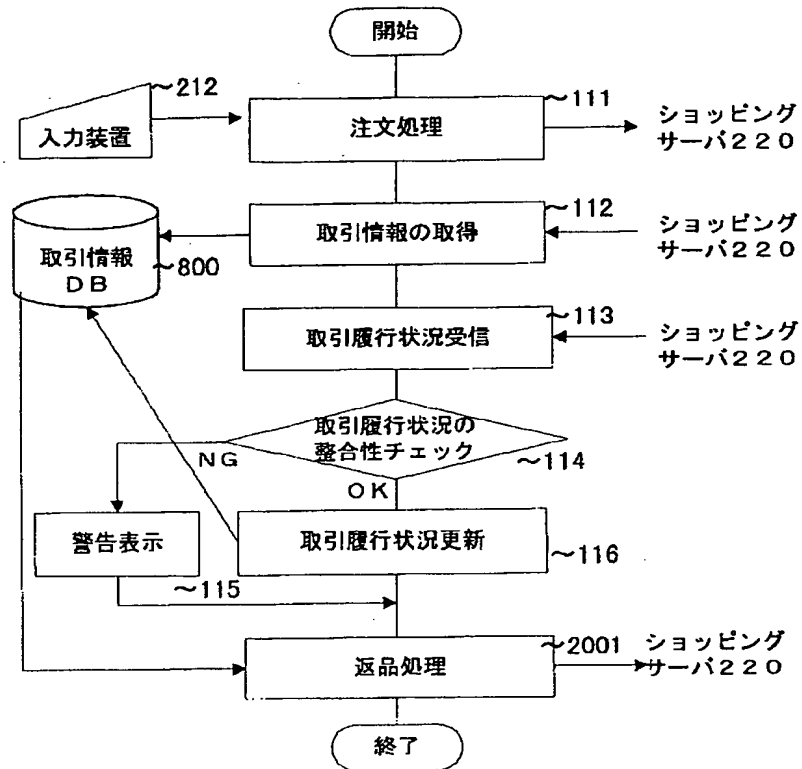 開始
~212
入力装置
~111
注文処理
ショッピング
サーバ220
~112
取引情報の取得
ショッピング
サーバ220
取引情報
DB
~800
~113
取引履行状況受信
ショッピング
サーバ220
取引履行状況の
整合性チェック
~114
NG
OK
警告表示
~115
取引履行状況更新
~116
~2001
返品処理
ショッピング
サーバ220
終了